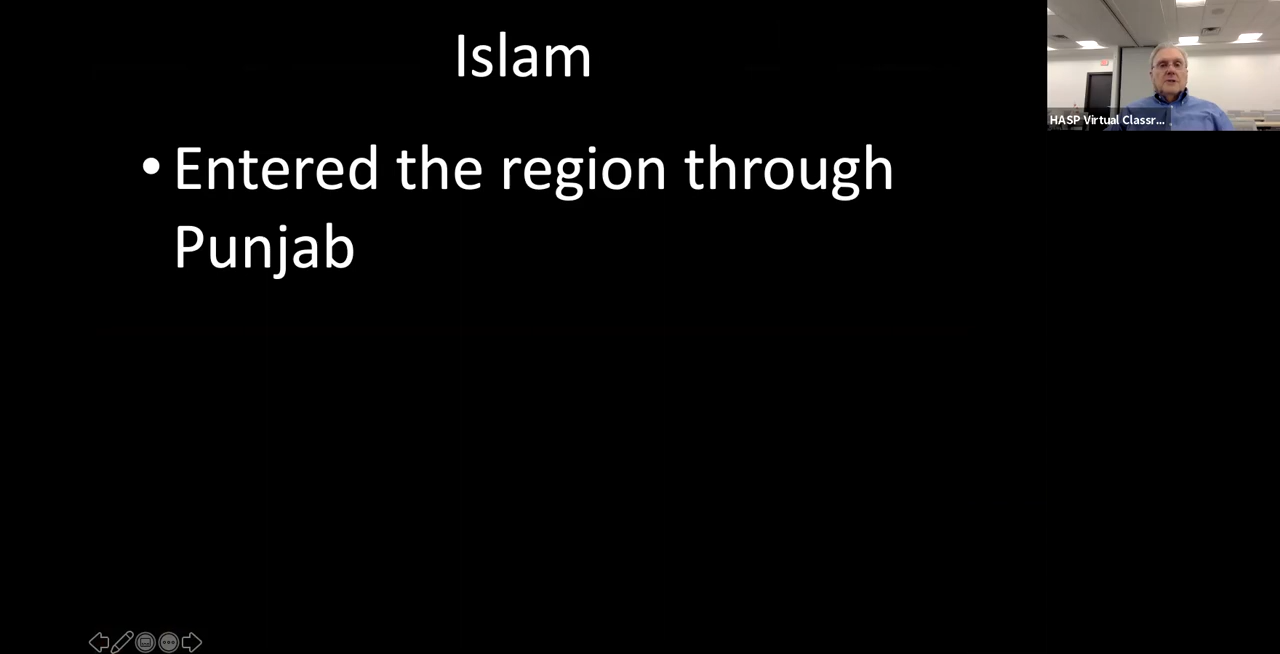 Islam
• Entered the region through
Punjab
HASP Virtual Classr...